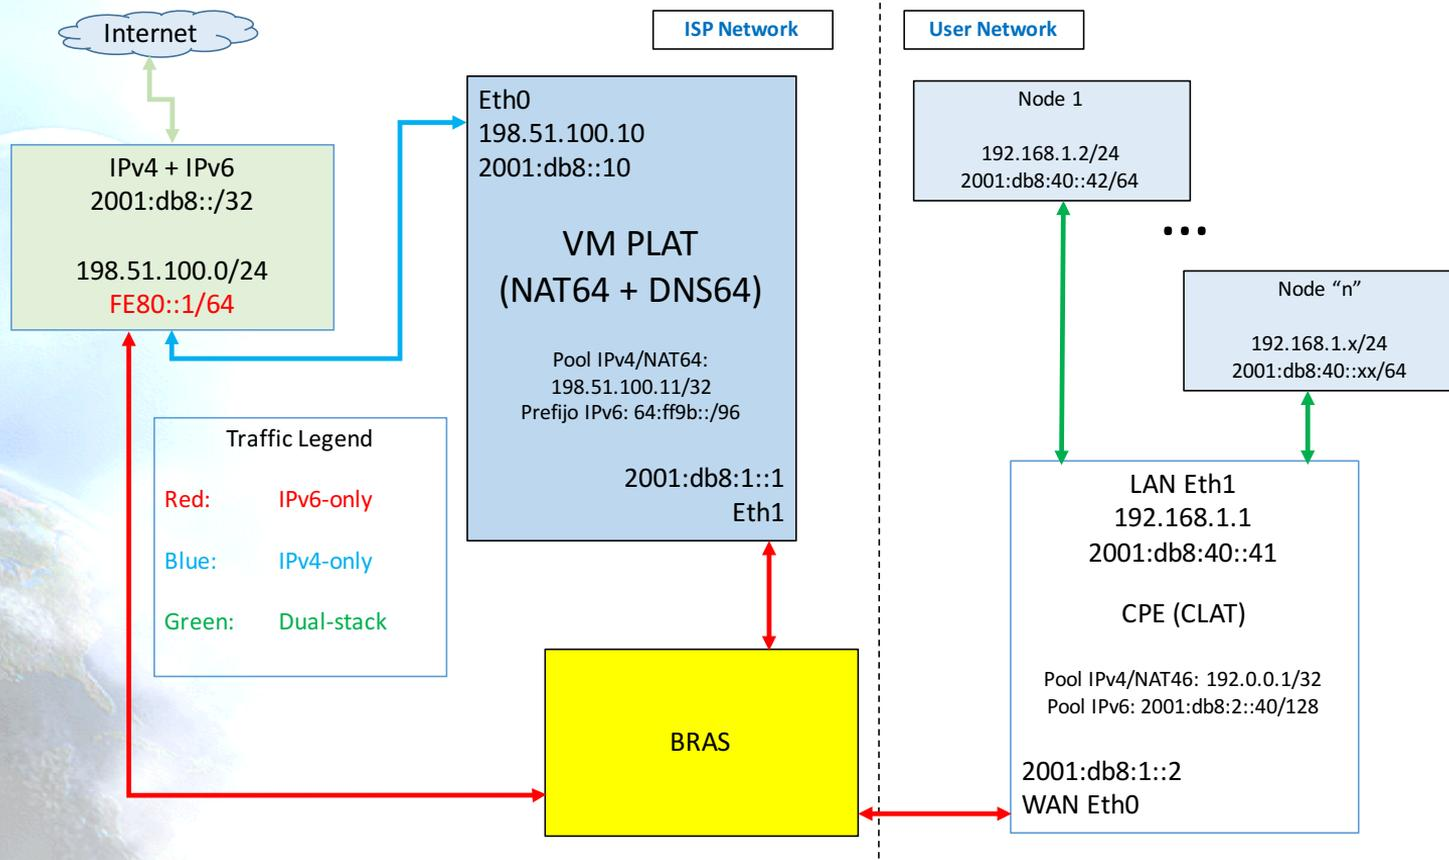 Internet
ISP Network
User Network
IPv4 + IPv6
2001:db8::/32
198.51.100.0/24
FE80::1/64
Eth0
198.51.100.10
2001:db8::10
VM PLAT
(NAT64 + DNS64)
Pool IPv4/NAT64:
198.51.100.11/32
Prefijo IPv6: 64:ff9b::/96
2001:db8:1::1
Eth1
Node 1
192.168.1.2/24
2001:db8:40::42/64
...
Node “n”
192.168.1.x/24
2001:db8:40::xx/64
Traffic Legend
Red: IPv6-only
Blue: IPv4-only
Green: Dual-stack
BRAS
LAN Eth1
192.168.1.1
2001:db8:40::41
CPE (CLAT)
Pool IPv4/NAT46: 192.0.0.1/32
Pool IPv6: 2001:db8:2::40/128
2001:db8:1::2
WAN Eth0